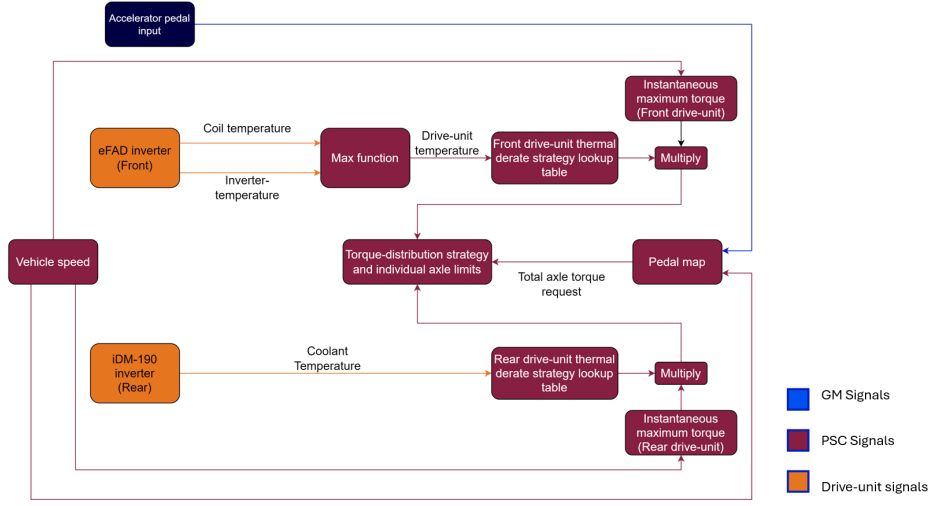 Accelerator pedal
input
Instantaneous
maximum torque
(Front drive-unit)
Coil temperature
eFAD inverter
(Front)
Inverter-
temperature
Max function
Drive-unit
temperature
Front drive-unit thermal
derate strategy lookup
table
Multiply
Vehicle speed
Torque-distribution strategy
and individual axle limits
Total axle torque
request
Pedal map
iDM-190
inverter
(Rear)
Coolant
Temperature
Rear drive-unit thermal
derate strategy lookup
table
Multiply
Instantaneous
maximum torque
(Rear drive-unit)
GM Signals
PSC Signals
Drive-unit signals